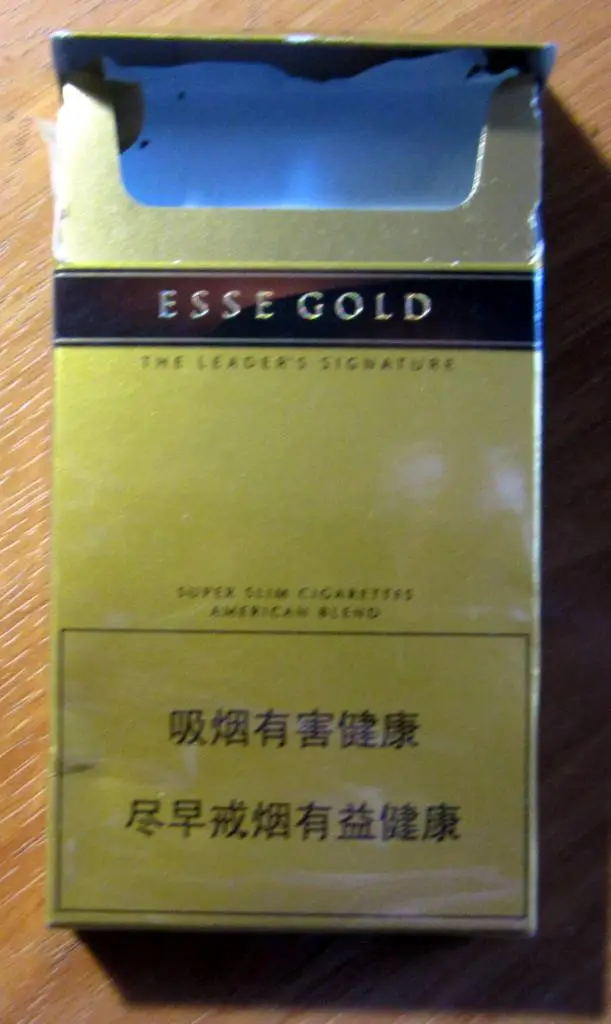 ESSE GOLD
THE LEADER'S SIGNATURE
SUPER SLIM CIGARETTES
AMERICAN BLEND
吸烟有害健康
尽早戒烟有益健康